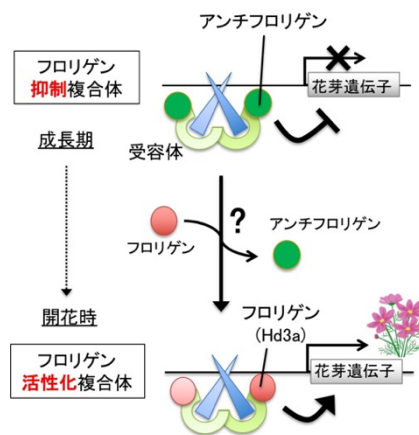 アンチフロリゲン
フロリゲン
抑制複合体
花芽遺伝子
成長期
受容体
?
フロリゲン
アンチフロリゲン
開花時
フロリゲン
(Hd3a)
フロリゲン
活性化複合体
花芽遺伝子